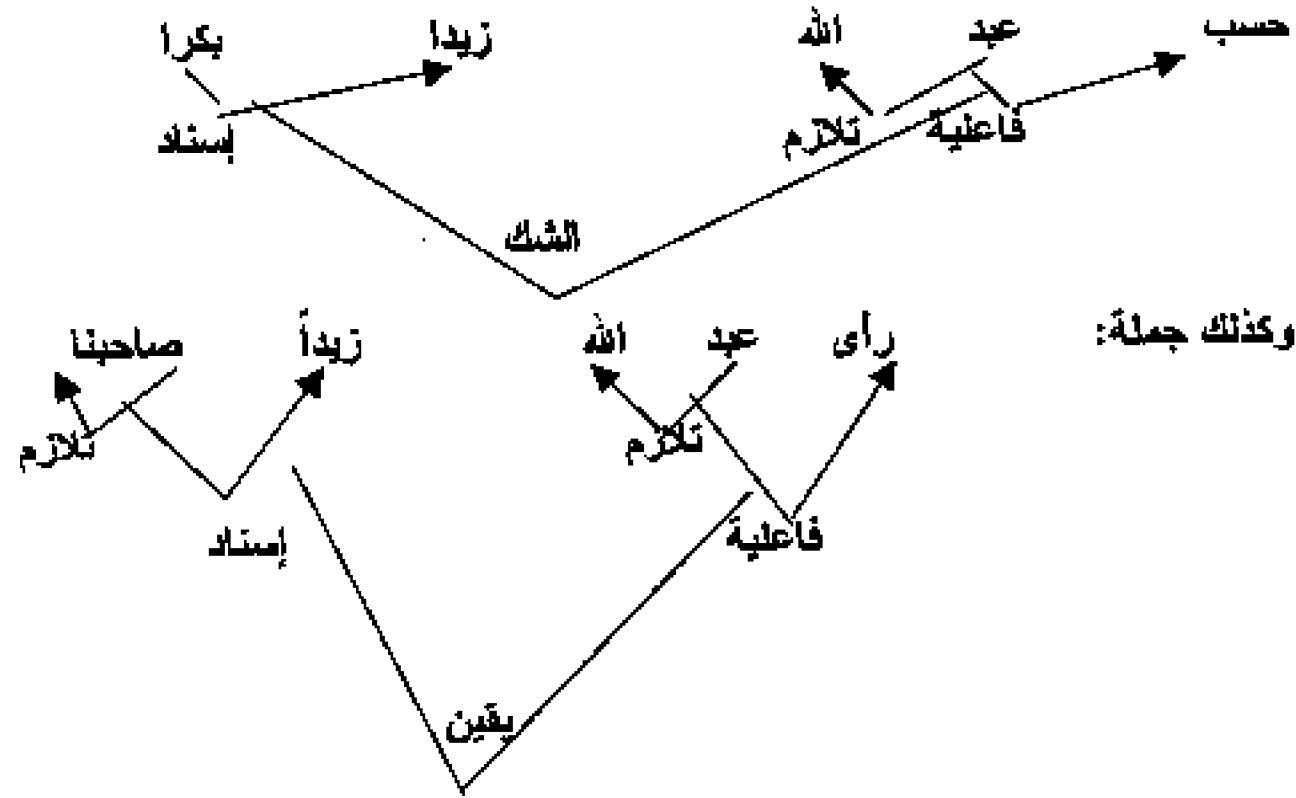 حسب عبد الله زيدا بكرا
فاعلية تلازم إسناد
الشك
وكذلك جملة: راى عبد الله زيداً صاحبنا
تلازم تلازم
فاعلية إسناد
يقين